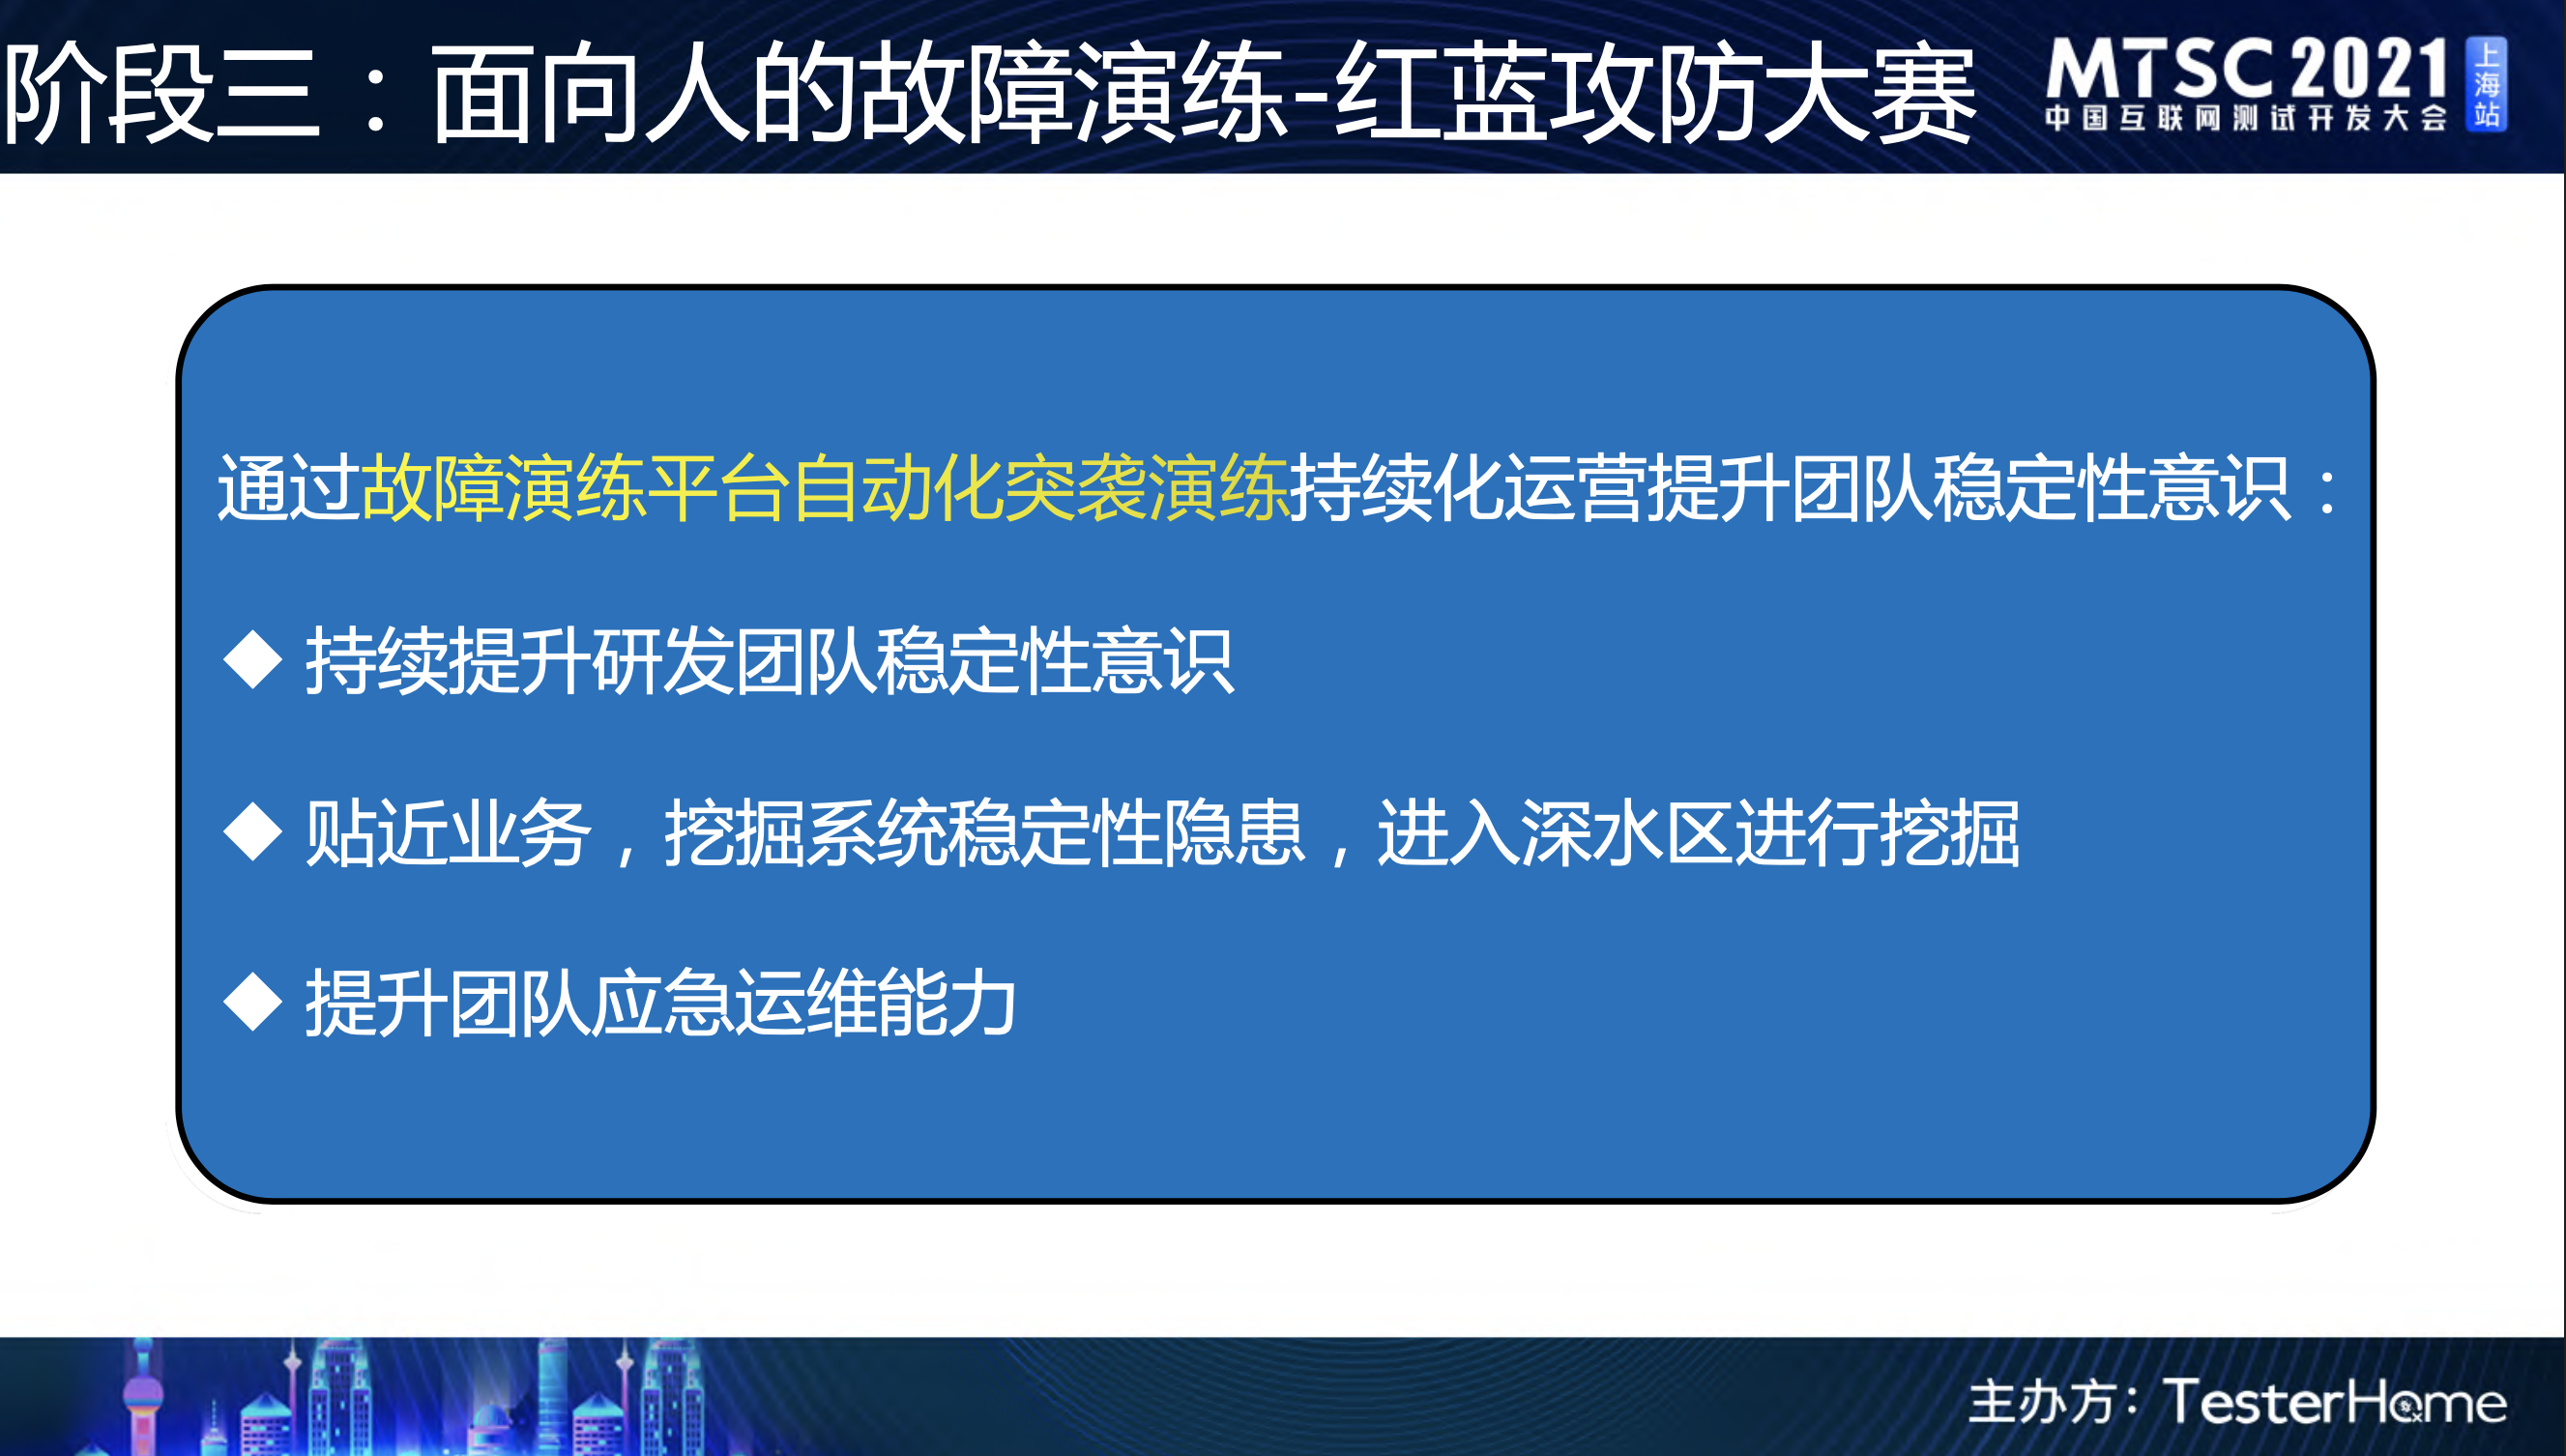 阶段三：面向人的故障演练-红蓝攻防大赛
MTSC 2021
中国互联网测试开发大会
上海站
通过故障演练平台自动化突袭演练持续化运营提升团队稳定性意识：
◆ 持续提升研发团队稳定性意识
◆ 贴近业务，挖掘系统稳定性隐患，进入深水区进行挖掘
◆ 提升团队应急运维能力
主办方：TesterHome